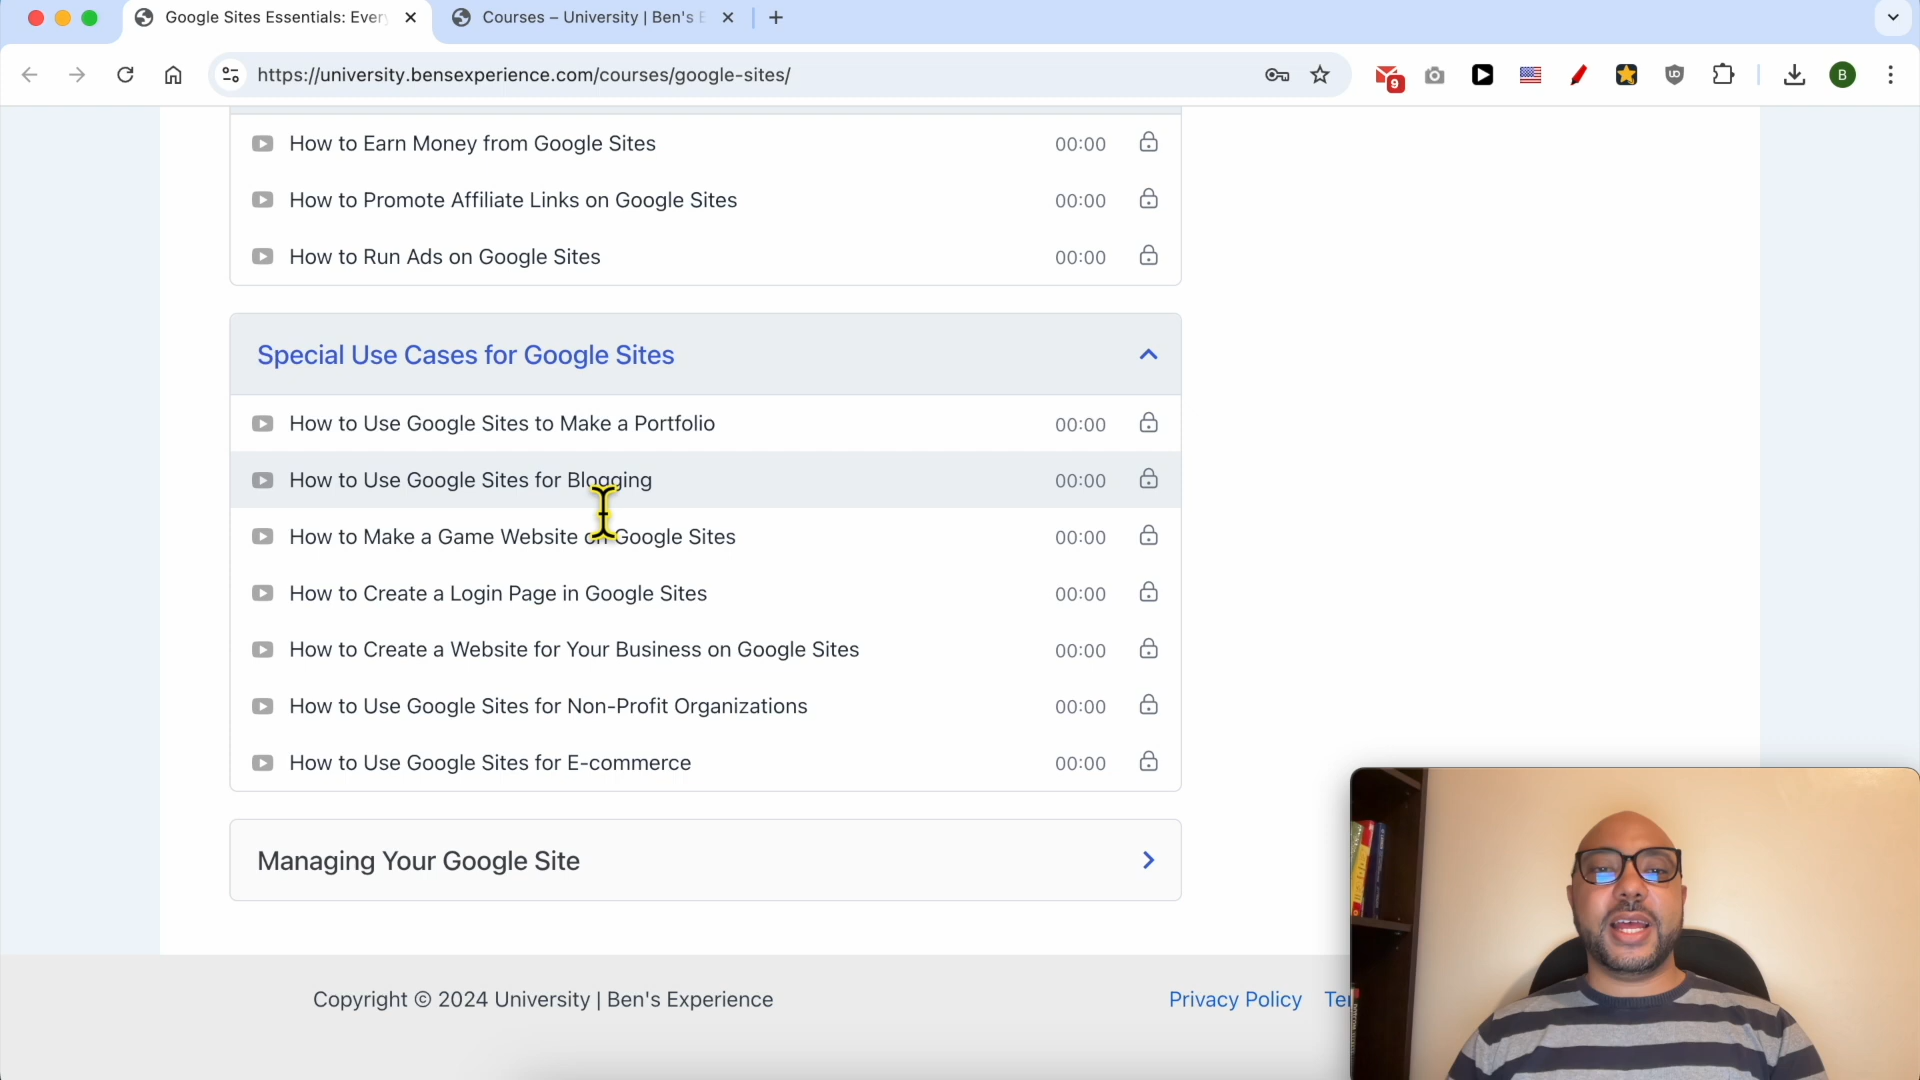 Google Sites Essentials: Ever
Courses – University | Ben's E
https://university.bensexperience.com/courses/google-sites/
9
B
How to Earn Money from Google Sites 00:00
How to Promote Affiliate Links on Google Sites 00:00
How to Run Ads on Google Sites 00:00
Special Use Cases for Google Sites
How to Use Google Sites to Make a Portfolio 00:00
How to Use Google Sites for Blogging 00:00
How to Make a Game Website on Google Sites 00:00
How to Create a Login Page in Google Sites 00:00
How to Create a Website for Your Business on Google Sites 00:00
How to Use Google Sites for Non-Profit Organizations 00:00
How to Use Google Sites for E-commerce 00:00
Managing Your Google Site
Copyright © 2024 University | Ben's Experience
Privacy Policy Ter